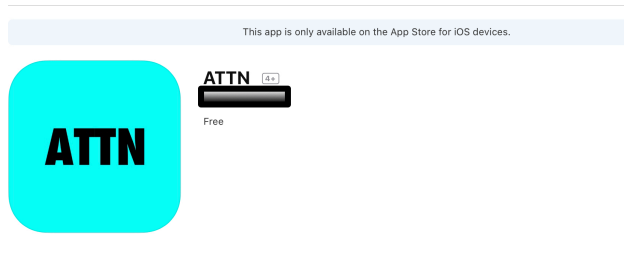 This app is only available on the App Store for iOS devices.
ATTN
ATTN 4+
Free